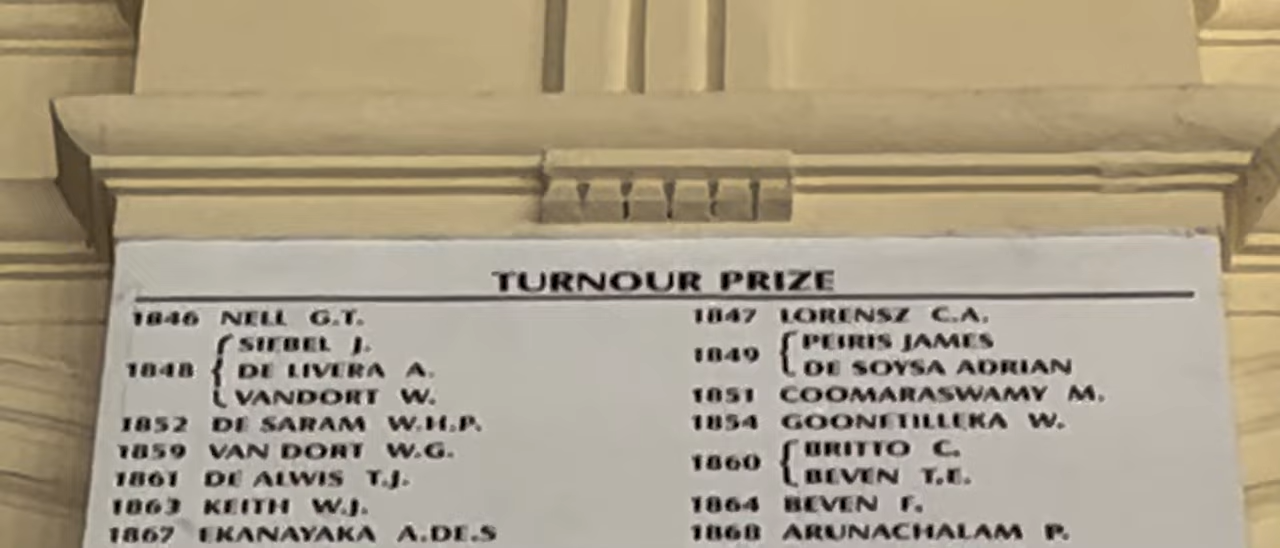 TURNOUR PRIZE
1846 NELL G.T.
1848 SIEBEL J.
DE LIVERA A.
VANDORT W.
1852 DE SARAM W.H.P.
1859 VAN DORT W.G.
1861 DE ALWIS T.J.
1863 KEITH W.J.
1867 EKANAYAKA A.DE.S
1847 LORENSZ C.A.
1849 PEIRIS JAMES
DE SOYSA ADRIAN
1851 COOMARASWAMY M.
1854 GOONETILLEKA W.
1860 BRITTO C.
BEVEN T.E.
1864 BEVEN F.
1868 ARUNACHALAM P.